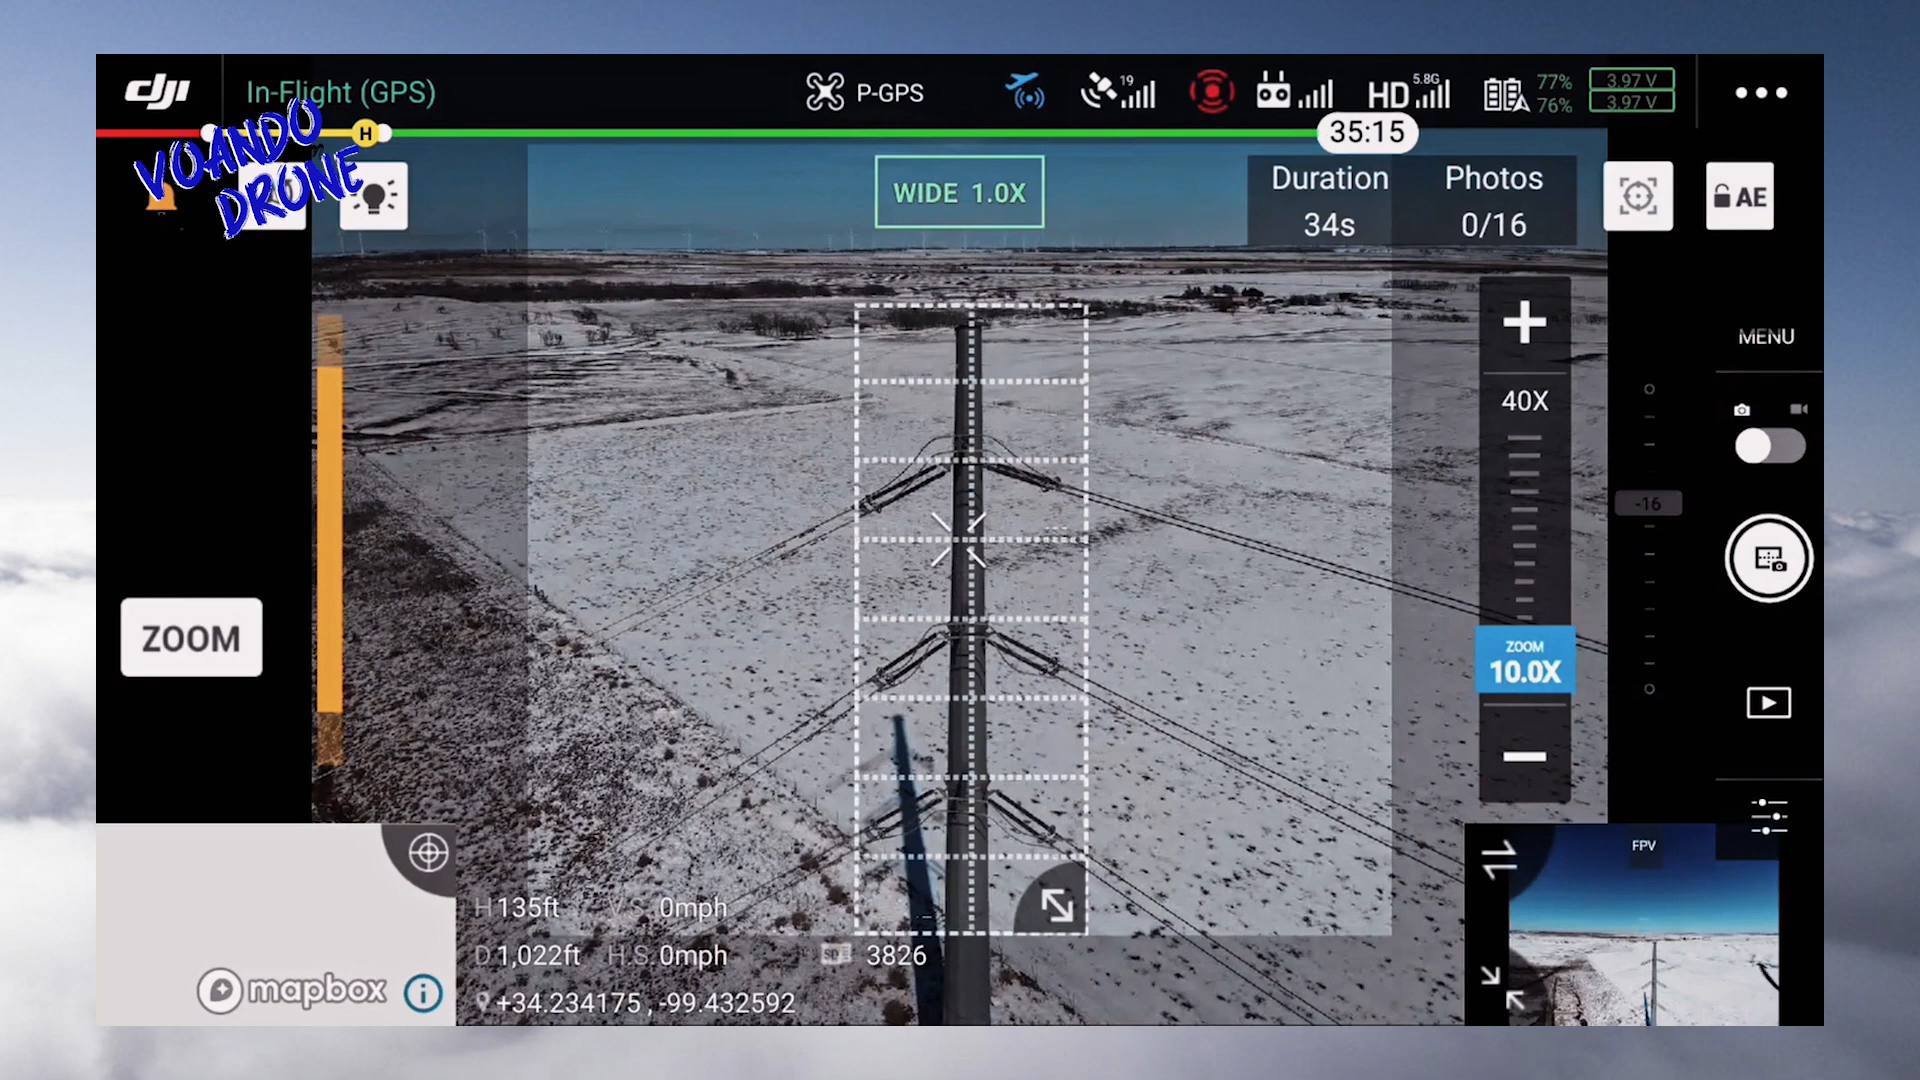 dji
In-Flight (GPS)
P-GPS
19
HD 5.8G
77%
76%
3.97 V
3.97 V
H
35:15
VOANDO
DRONE
WIDE 1.0X
Duration
34s
Photos
0/16
AE
MENU
40X
-16
ZOOM
10.0X
ZOOM
FPV
H 135ft
V.S. 0mph
D 1,022ft
H.S. 0mph
SD 3826
+34.234175 , -99.432592
mapbox
i